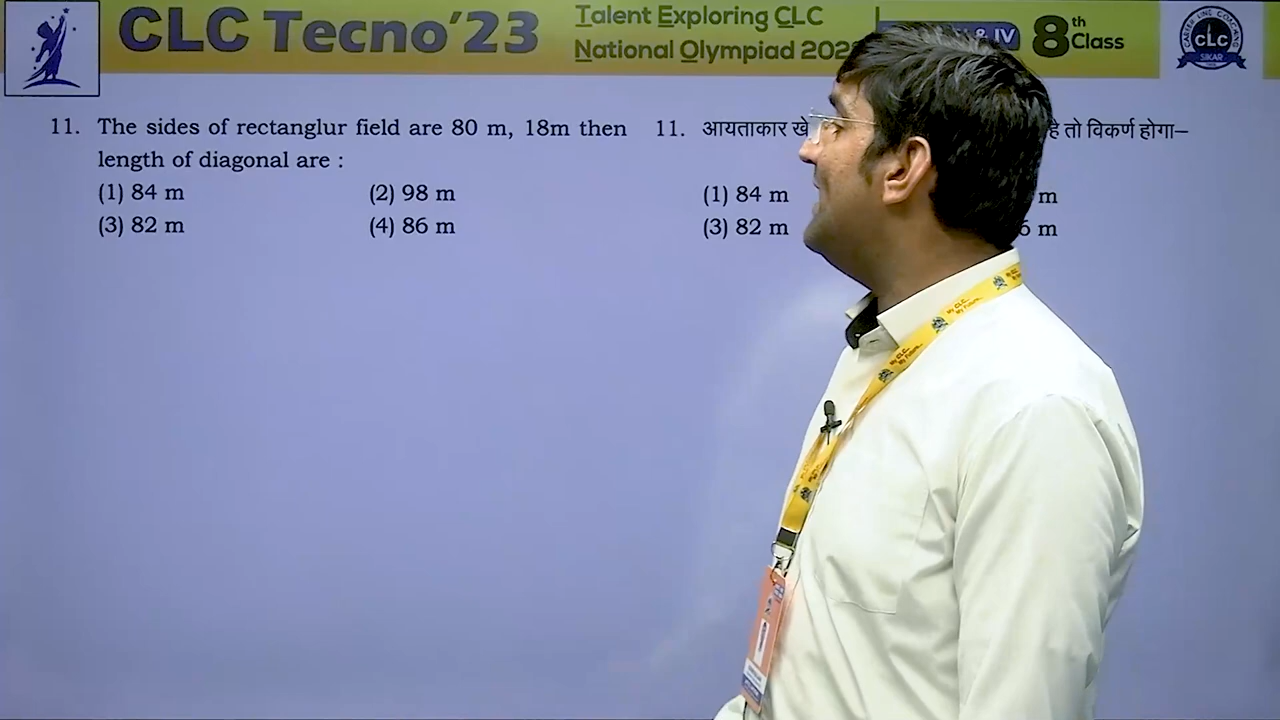 CLC Tecno'23
Talent Exploring CLC
National Olympiad 202
& IV
8th Class
CLC
SIKAR
11. The sides of rectanglur field are 80 m, 18m then
length of diagonal are :
(1) 84 m (2) 98 m
(3) 82 m (4) 86 m
11. आयताकार है तो विकर्ण होगा–
(1) 84 m m
(3) 82 m 6 m